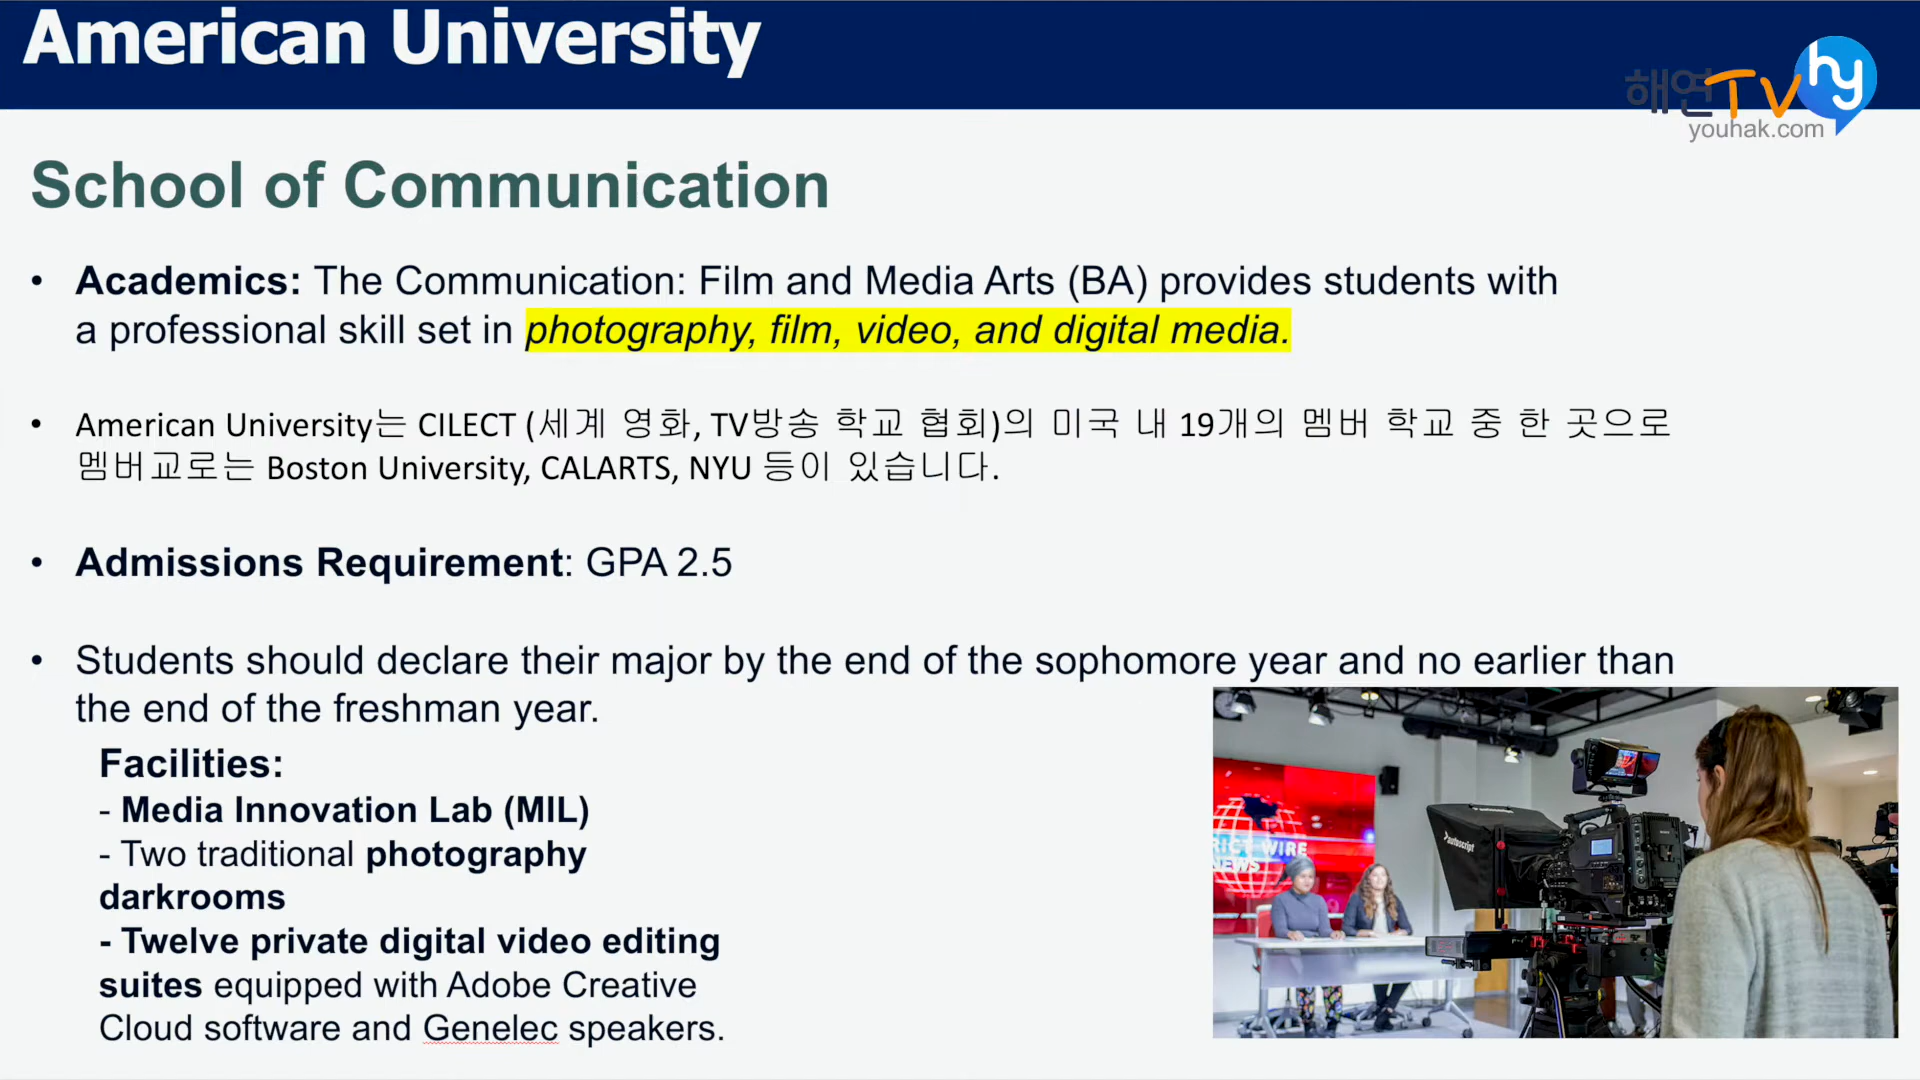 American University
해연TV hy
youhak.com
School of Communication
• Academics: The Communication: Film and Media Arts (BA) provides students with
a professional skill set in photography, film, video, and digital media.
• American University는 CILECT (세계 영화, TV방송 학교 협회)의 미국 내 19개의 멤버 학교 중 한 곳으로
멤버교로는 Boston University, CALARTS, NYU 등이 있습니다.
• Admissions Requirement: GPA 2.5
• Students should declare their major by the end of the sophomore year and no earlier than
the end of the freshman year.
Facilities:
- Media Innovation Lab (MIL)
- Two traditional photography
darkrooms
- Twelve private digital video editing
suites equipped with Adobe Creative
Cloud software and Genelec speakers.
RICT WIRE
NEWS
autoscript